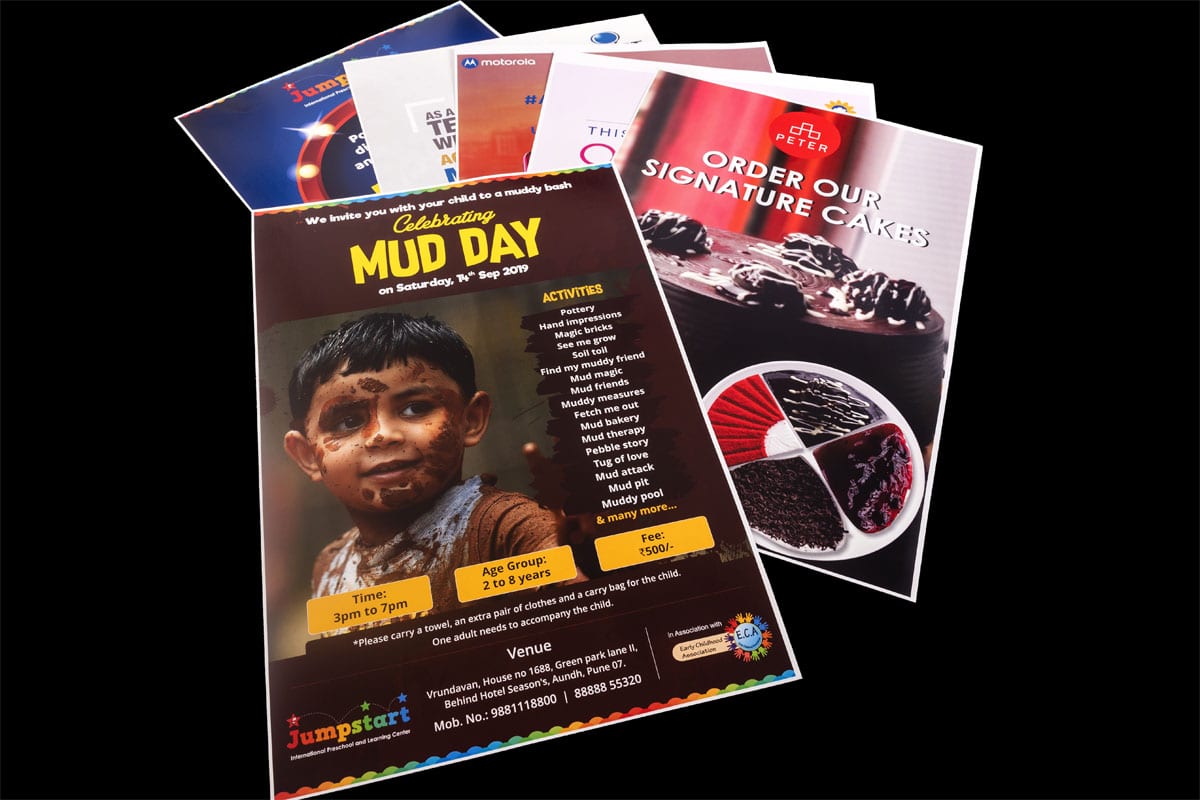 Jumpst
International Preschool and
AS A
TE
motorola
#A
THIS
PETER
ORDER OUR
SIGNATURE CAKES
We invite you with your child to a muddy bash
Celebrating
MUD DAY
on Saturday, 14th Sep 2019
ACTIVITIES
Pottery
Hand impressions
Magic bricks
See me grow
Soil toil
Find my muddy friend
Mud magic
Mud friends
Muddy measures
Fetch me out
Mud bakery
Mud therapy
Pebble story
Tug of love
Mud attack
Mud pit
Muddy pool
& many more...
Time:
3pm to 7pm
Age Group:
2 to 8 years
Fee:
₹500/-
*Please carry a towel, an extra pair of clothes and a carry bag for the child.
One adult needs to accompany the child.
Venue
Vrundavan, House no 1688, Green park lane II,
Behind Hotel Season's, Aundh, Pune 07.
Mob. No.: 9881118800 | 88888 55320
In Association with
Early Childhood
Association
E.C.A
Jumpstart
International Preschool and Learning Center